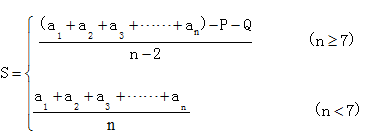 (a₁+a₂+a₃+······+aₙ)-P-Q
n-2
(n≥7)
S=
a₁+a₂+a₃+······+aₙ
n
(n<7)